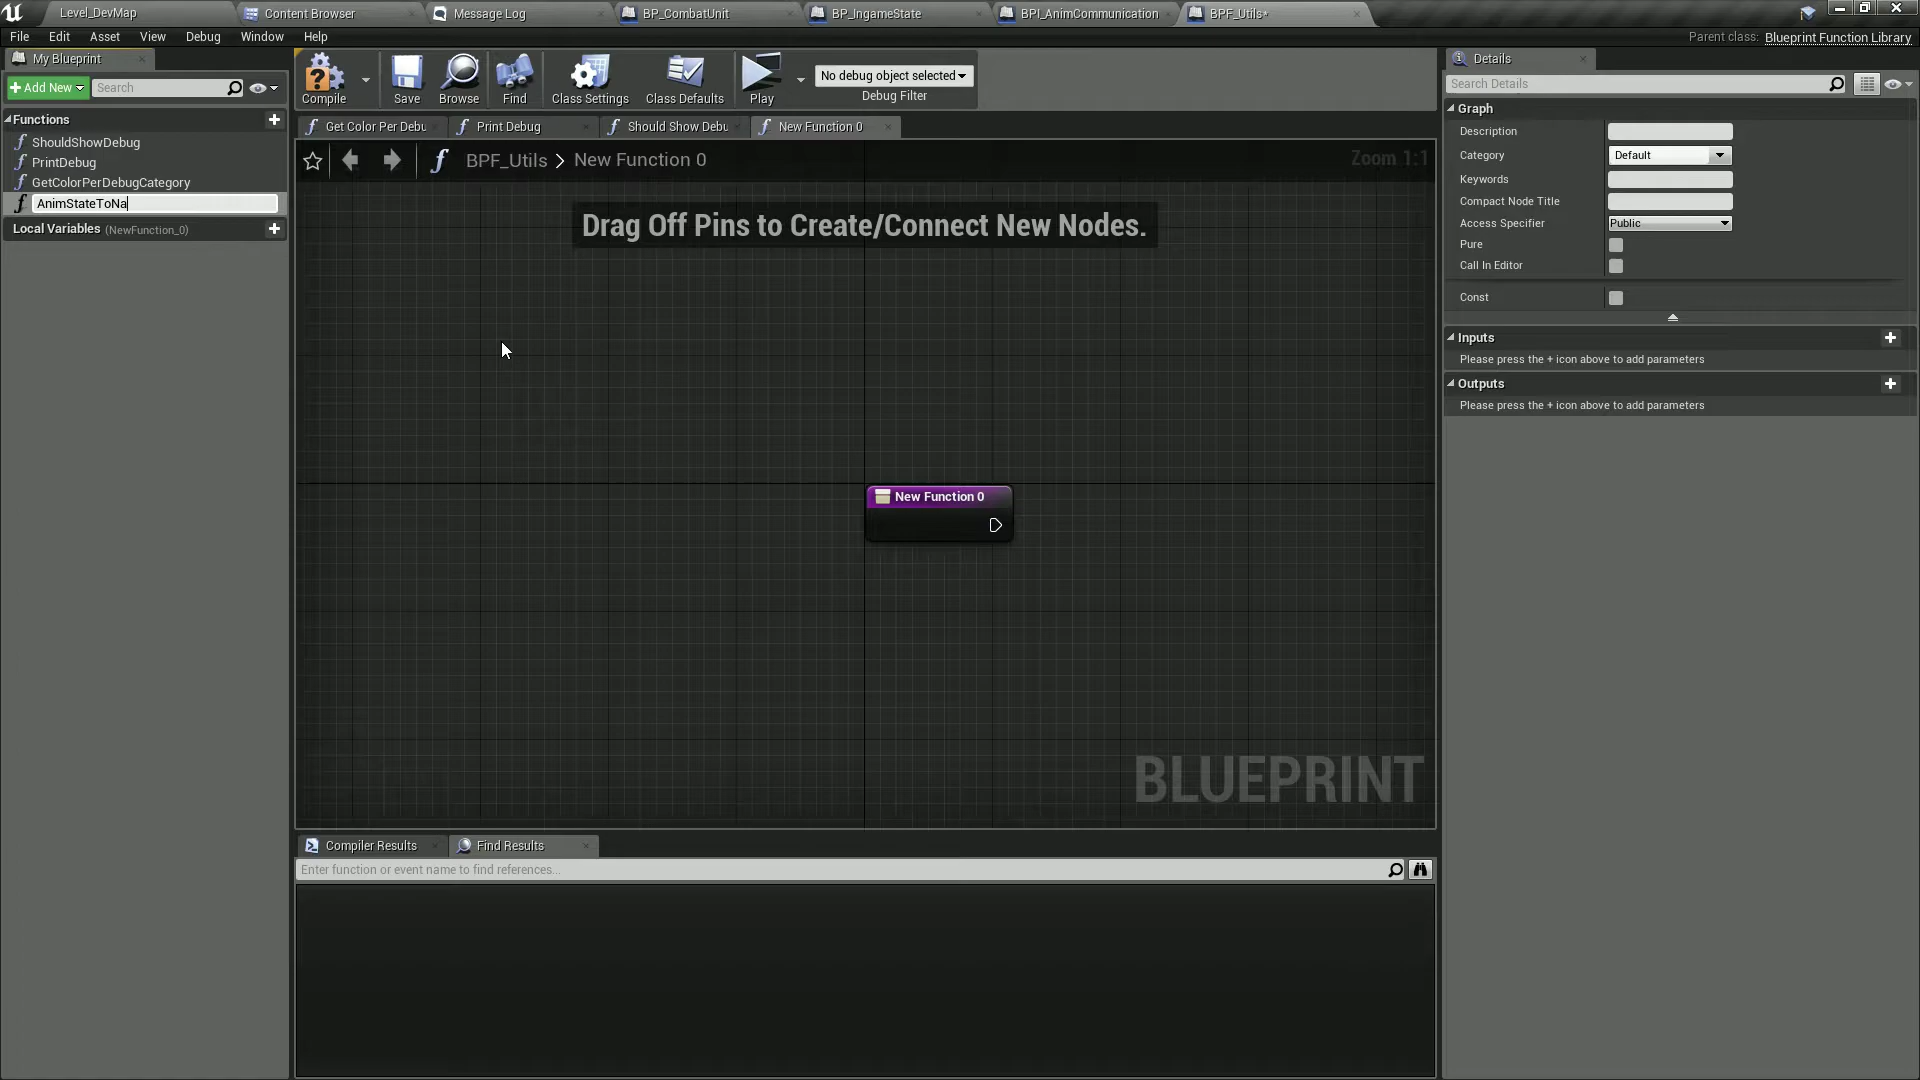 Level_DevMap
Content Browser
Message Log
BP_CombatUnit
BP_IngameState
BPI_AnimCommunication
BPF_Utils*
File Edit Asset View Debug Window Help
Parent class: Blueprint Function Library
My Blueprint
Add New
Search
Compile
Save
Browse
Find
Class Settings
Class Defaults
Play
No debug object selected
Debug Filter
Details
Search Details
Functions
ShouldShowDebug
PrintDebug
GetColorPerDebugCategory
AnimStateToNa
Local Variables (NewFunction_0)
Get Color Per Debu
Print Debug
Should Show Debu
New Function 0
BPF_Utils > New Function 0
Zoom 1:1
Drag Off Pins to Create/Connect New Nodes.
New Function 0
BLUEPRINT
Graph
Description
Category
Default
Keywords
Compact Node Title
Access Specifier
Public
Pure
Call In Editor
Const
Inputs
Please press the + icon above to add parameters
Outputs
Please press the + icon above to add parameters
Compiler Results
Find Results
Enter function or event name to find references...